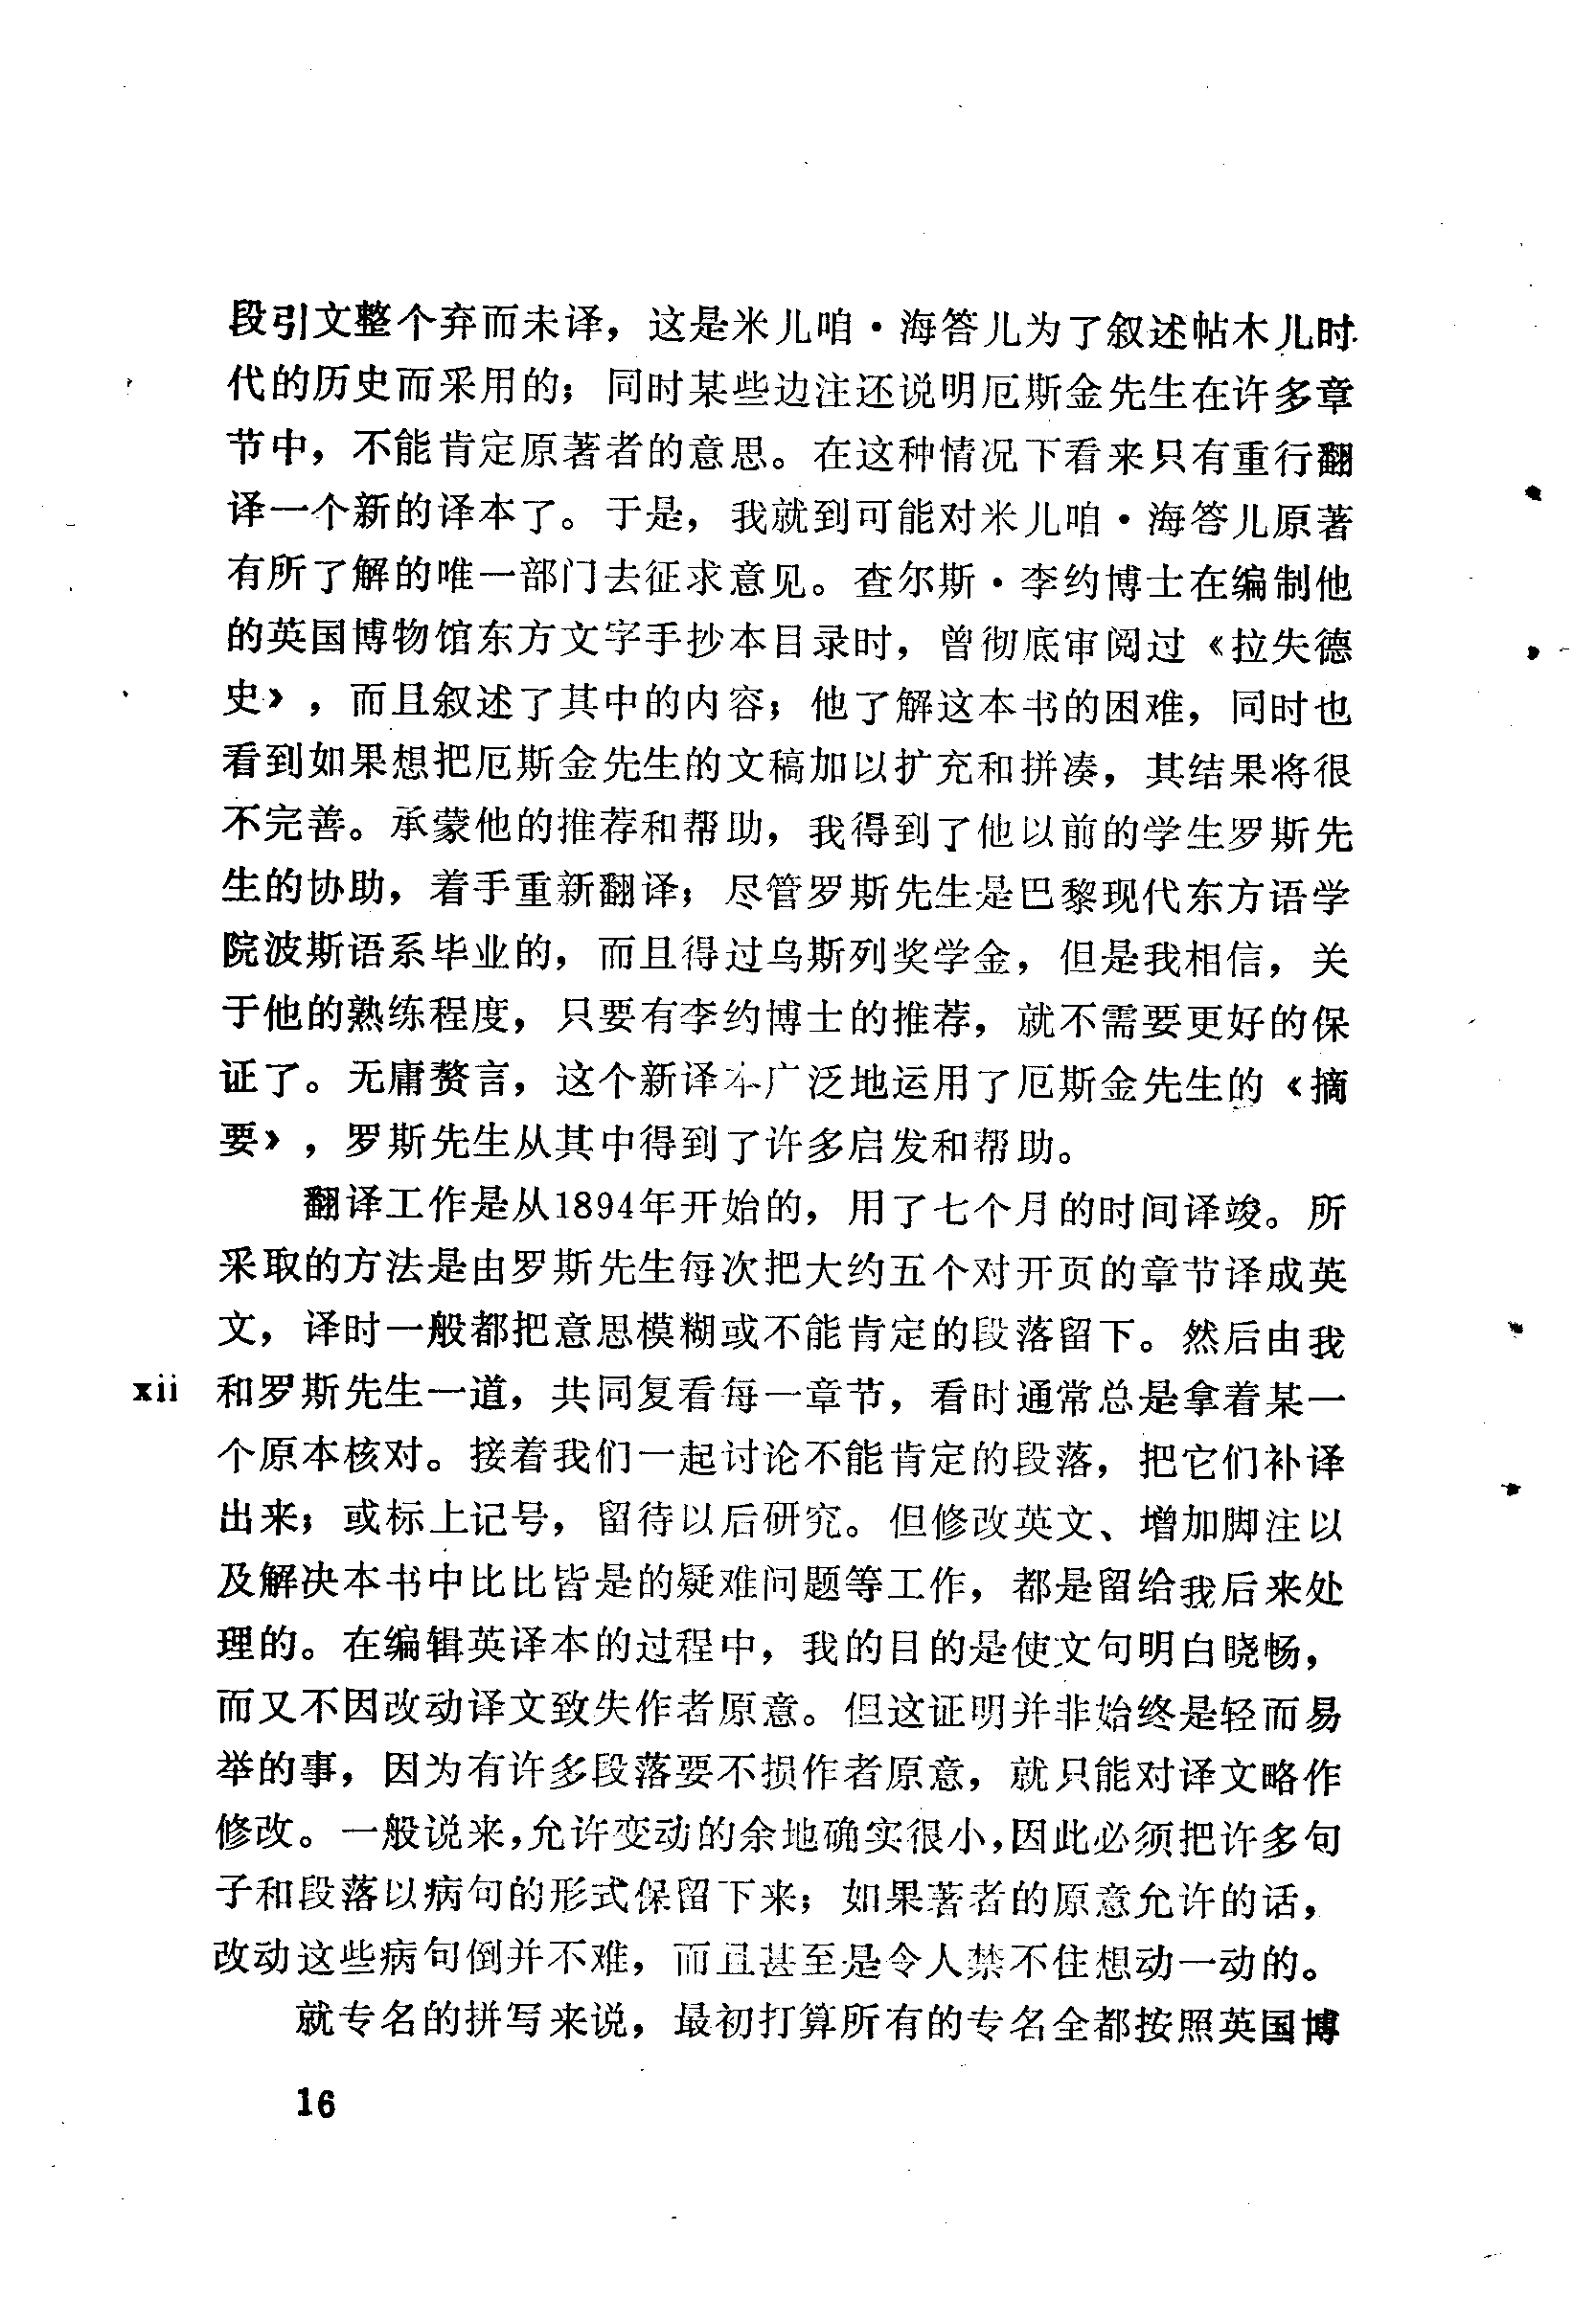 段引文整个弃而未译，这是米儿咱·海答儿为了叙述帖木儿时
代的历史而采用的；同时某些边注还说明厄斯金先生在许多章
节中，不能肯定原著者的意思。在这种情况下看来只有重行翻
译一个新的译本了。于是，我就到可能对米儿咱·海答儿原著
有所了解的唯一部门去征求意见。查尔斯·李约博士在编制他
的英国博物馆东方文字手抄本目录时，曾彻底审阅过《拉失德
史》，而且叙述了其中的内容；他了解这本书的困难，同时也
看到如果想把厄斯金先生的文稿加以扩充和拼凑，其结果将很
不完善。承蒙他的推荐和帮助，我得到了他以前的学生罗斯先
生的协助，着手重新翻译；尽管罗斯先生是巴黎现代东方语学
院波斯语系毕业的，而且得过乌斯列奖学金，但是我相信，关
于他的熟练程度，只要有李约博士的推荐，就不需要更好的保
证了。无庸赘言，这个新译本广泛地运用了厄斯金先生的《摘
要》，罗斯先生从其中得到了许多启发和帮助。
翻译工作是从1894年开始的，用了七个月的时间译竣。所
采取的方法是由罗斯先生每次把大约五个对开页的章节译成英
文，译时一般都把意思模糊或不能肯定的段落留下。然后由我
xii 和罗斯先生一道，共同复看每一章节，看时通常总是拿着某一
个原本核对。接着我们一起讨论不能肯定的段落，把它们补译
出来；或标上记号，留待以后研究。但修改英文、增加脚注以
及解决本书中比比皆是的疑难问题等工作，都是留给我后来处
理的。在编辑英译本的过程中，我的目的是使文句明白晓畅，
而又不因改动译文致失作者原意。但这证明并非始终是轻而易
举的事，因为有许多段落要不损作者原意，就只能对译文略作
修改。一般说来，允许变动的余地确实很小，因此必须把许多句
子和段落以病句的形式保留下来；如果著者的原意允许的话，
改动这些病句倒并不难，而且甚至是令人禁不住想动一动的。
就专名的拼写来说，最初打算所有的专名全都按照英国博
16